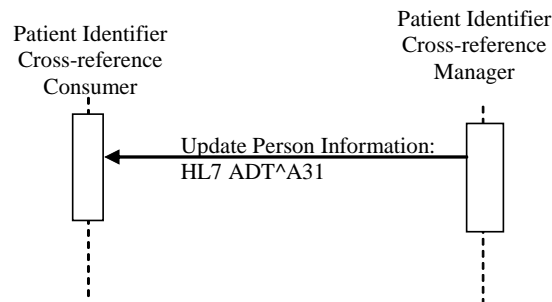 Patient Identifier
Cross-reference
Consumer
Patient Identifier
Cross-reference
Manager
Update Person Information:
HL7 ADT^A31